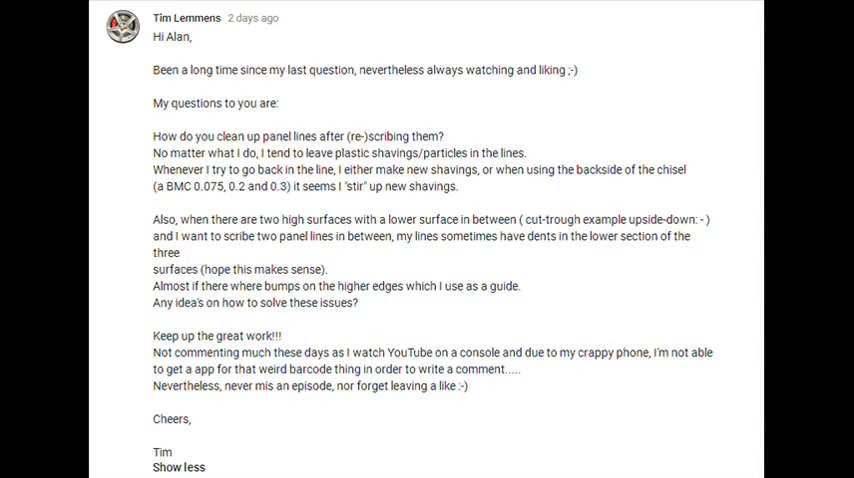 Tim Lemmens 2 days ago
Hi Alan,
Been a long time since my last question, nevertheless always watching and liking ;-)
My questions to you are:
How do you clean up panel lines after (re-)scribing them?
No matter what I do, I tend to leave plastic shavings/particles in the lines.
Whenever I try to go back in the line, I either make new shavings, or when using the backside of the chisel
(a BMC 0.075, 0.2 and 0.3) it seems I "stir" up new shavings.
Also, when there are two high surfaces with a lower surface in between ( cut-trough example upside-down: - )
and I want to scribe two panel lines in between, my lines sometimes have dents in the lower section of the
three
surfaces (hope this makes sense).
Almost if there where bumps on the higher edges which I use as a guide.
Any idea's on how to solve these issues?
Keep up the great work!!!
Not commenting much these days as I watch YouTube on a console and due to my crappy phone, I'm not able
to get a app for that weird barcode thing in order to write a comment.....
Nevertheless, never mis an episode, nor forget leaving a like :-)
Cheers,
Tim
Show less